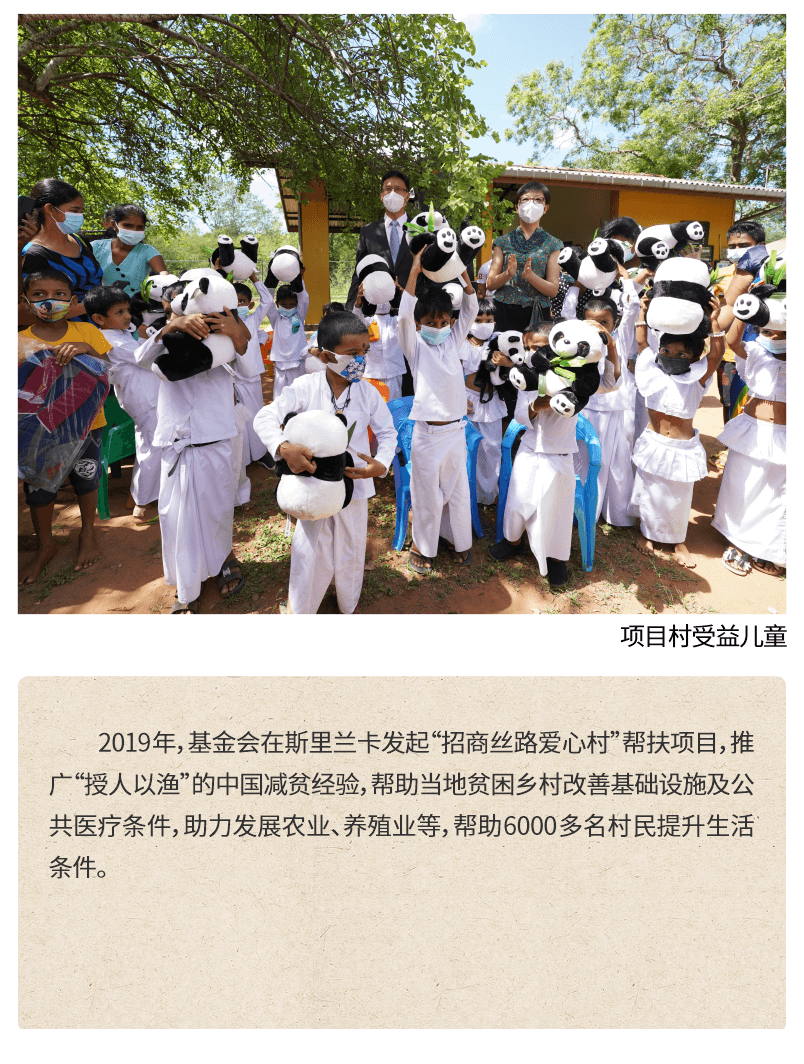 项目村受益儿童
2019年，基金会在斯里兰卡发起“招商丝路爱心村”帮扶项目，推
广“授人以渔”的中国减贫经验，帮助当地贫困乡村改善基础设施及公
共医疗条件，助力发展农业、养殖业等，帮助6000多名村民提升生活
条件。